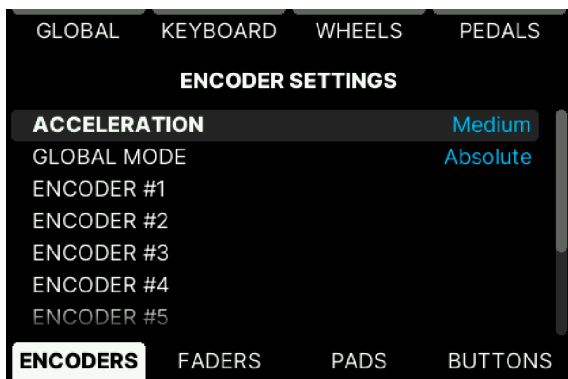 GLOBAL KEYBOARD WHEELS PEDALS
ENCODER SETTINGS
ACCELERATION Medium
GLOBAL MODE Absolute
ENCODER #1
ENCODER #2
ENCODER #3
ENCODER #4
ENCODER #5
ENCODERS FADERS PADS BUTTONS